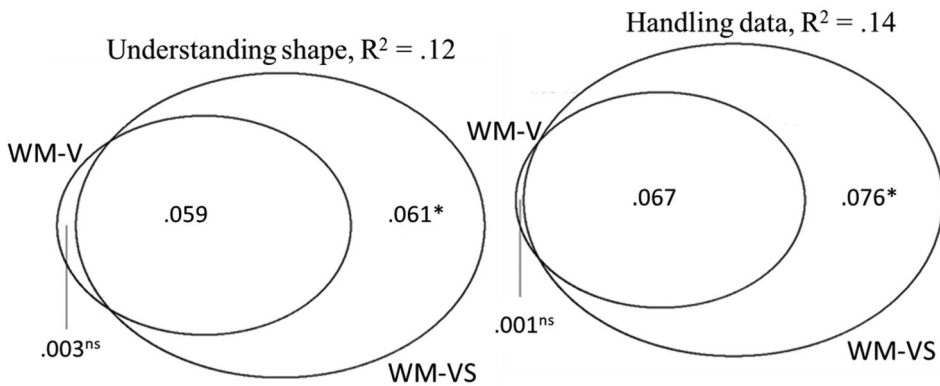 Understanding shape, R² = .12
WM-V
.059
.061*
.003ⁿˢ
WM-VS
Handling data, R² = .14
WM-V
.067
.076*
.001ⁿˢ
WM-VS